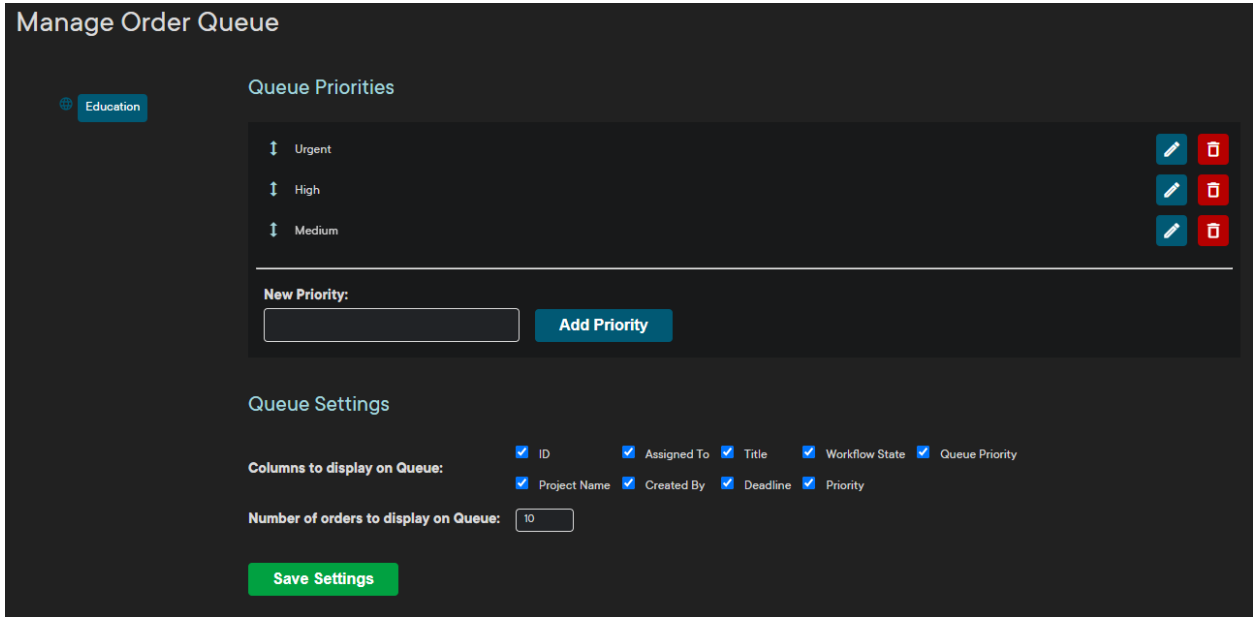 Manage Order Queue
Education
Queue Priorities
Urgent
High
Medium
New Priority:
Add Priority
Queue Settings
Columns to display on Queue:
ID Assigned To Title Workflow State Queue Priority
Project Name Created By Deadline Priority
Number of orders to display on Queue: 10
Save Settings